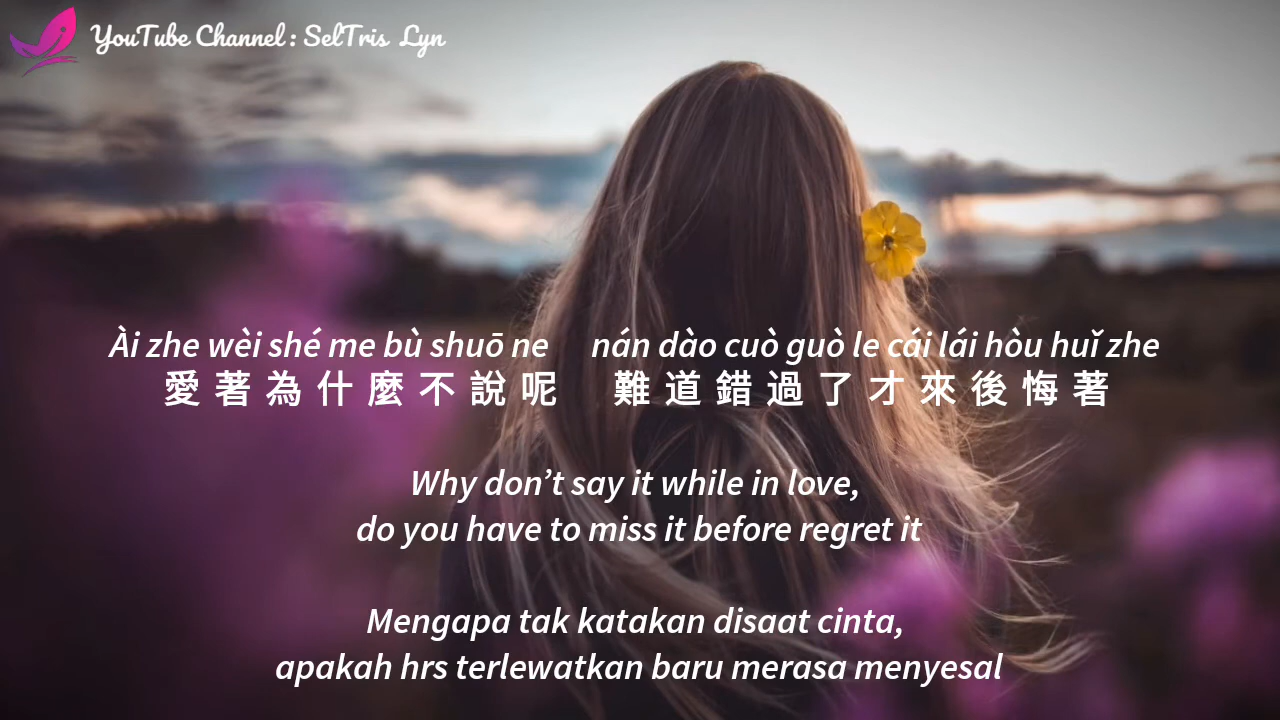 YouTube Channel : SelTris Lyn
Ài zhe wèi shé me bù shuō ne nán dào cuò guò le cái lái hòu huǐ zhe
愛著為什麼不說呢 難道錯過了才來後悔著
Why don't say it while in love,
do you have to miss it before regret it
Mengapa tak katakan disaat cinta,
apakah hrs terlewatkan baru merasa menyesal